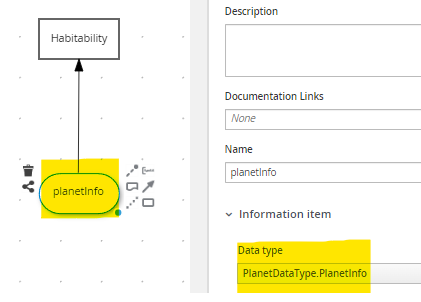 Habitability
planetInfo
Description
Documentation Links
None
Name
planetInfo
Information item
Data type
PlanetDataType.PlanetInfo